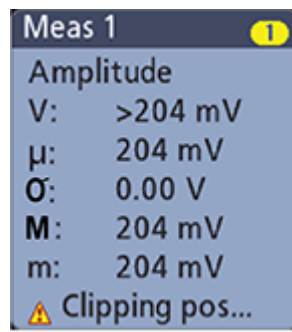 Meas 1 1
Amplitude
V: >204 mV
μ: 204 mV
σ: 0.00 V
M: 204 mV
m: 204 mV
Clipping pos...